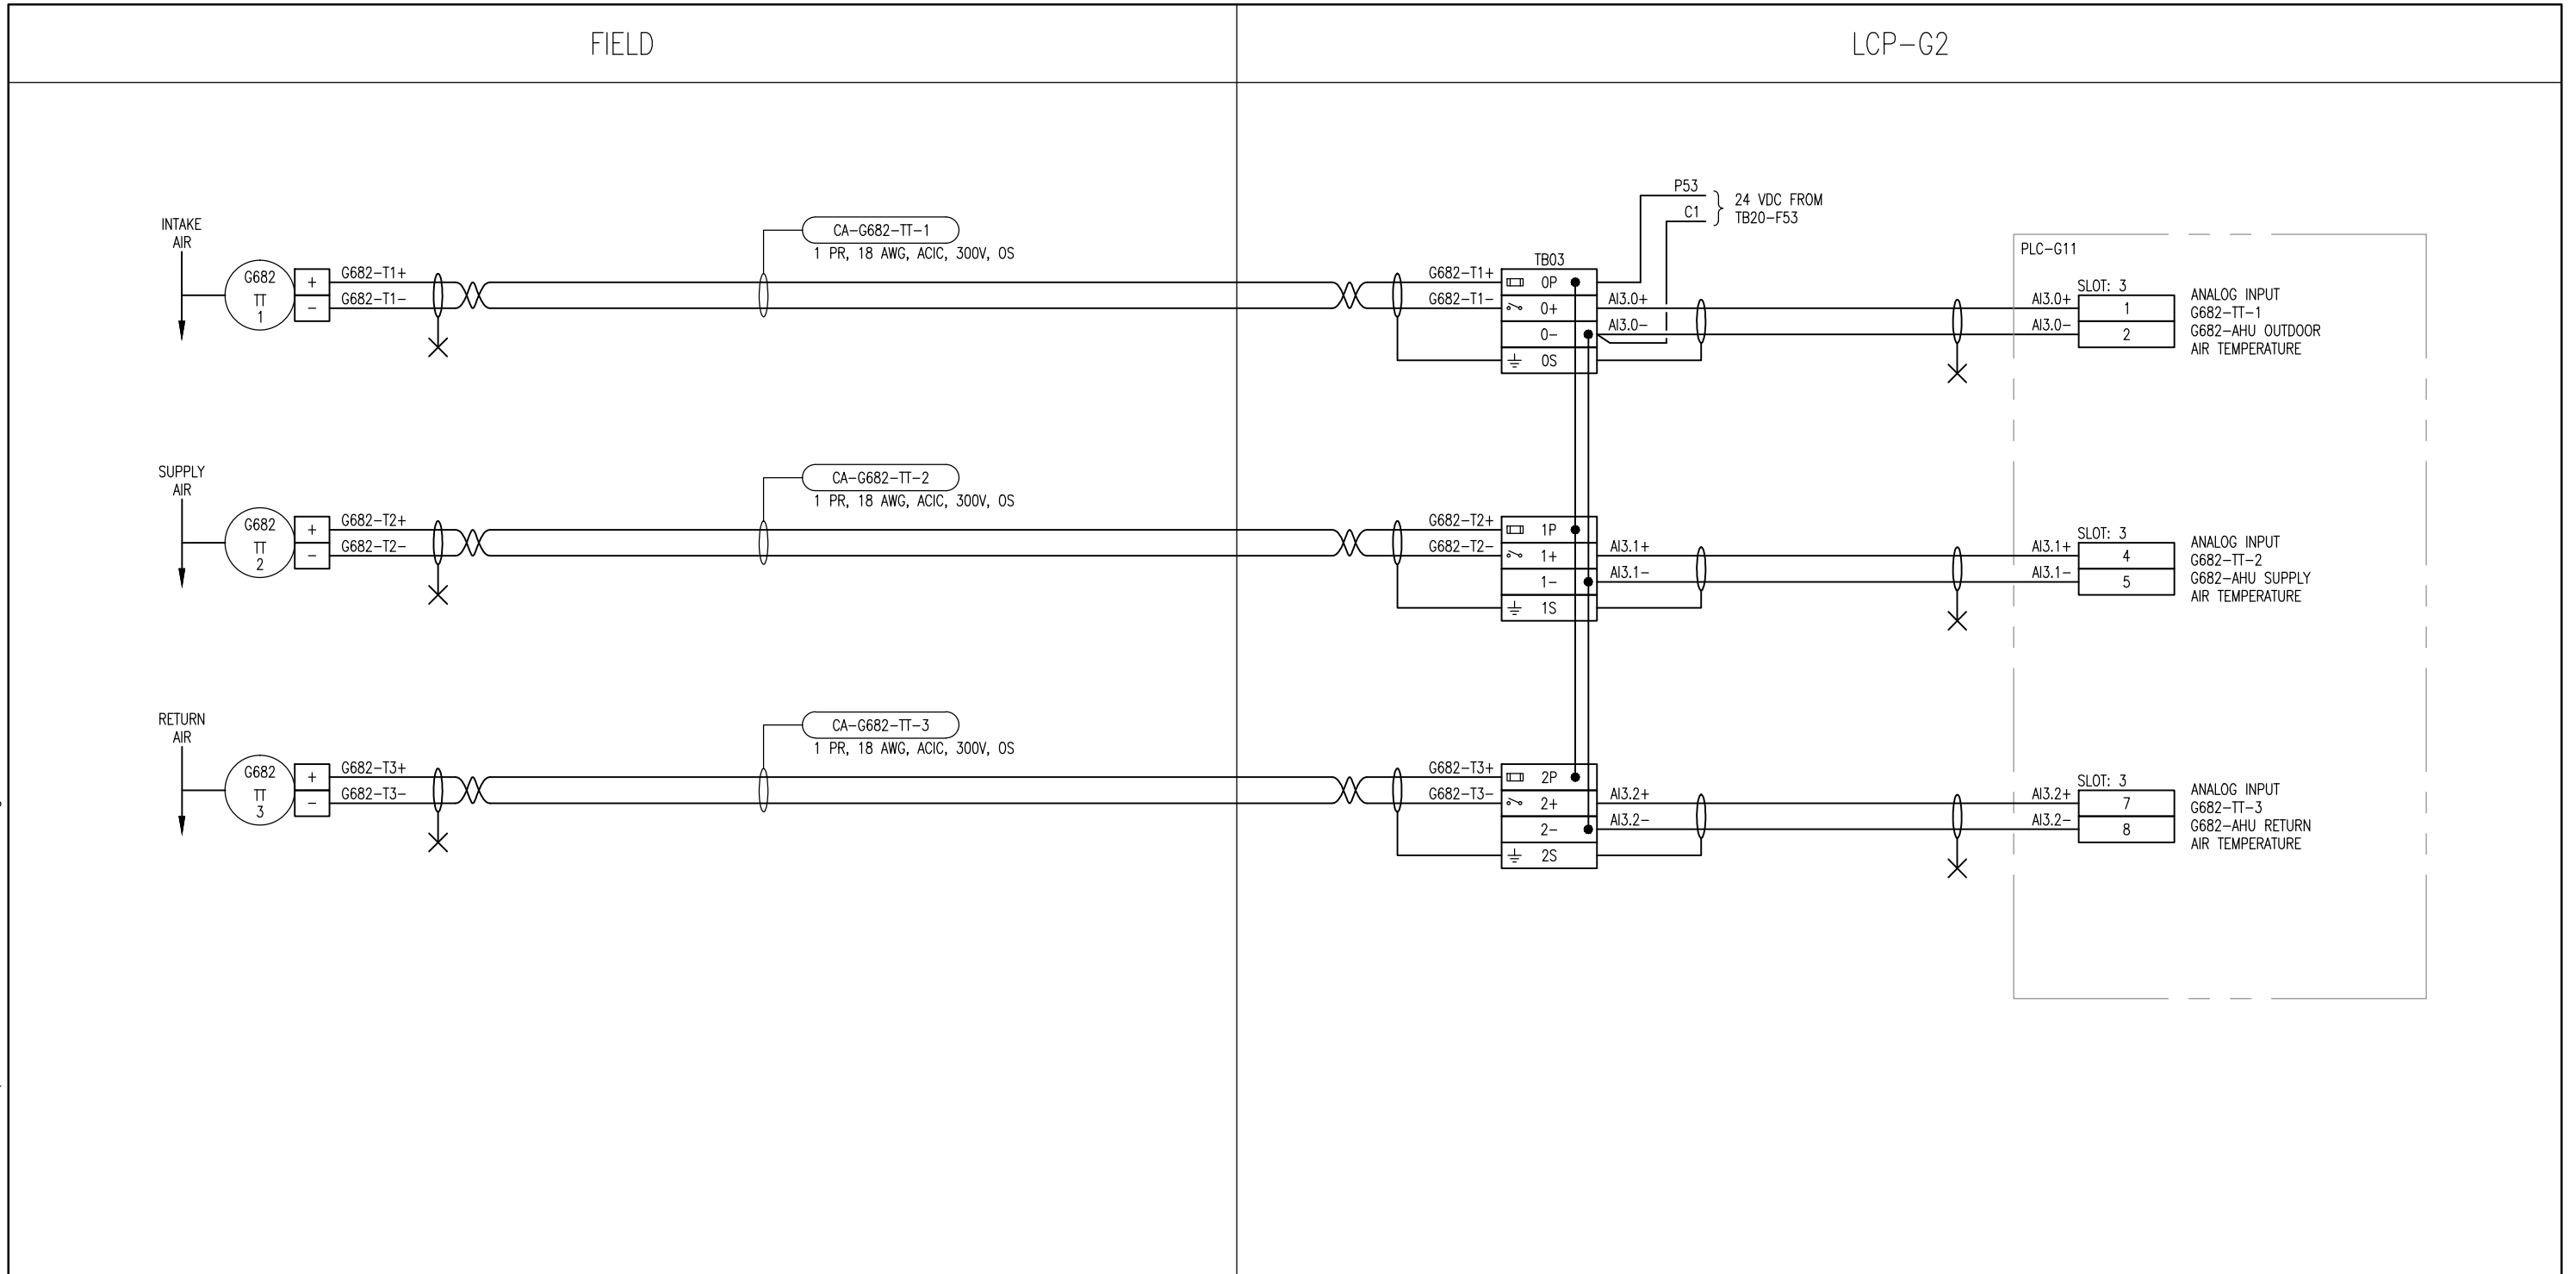 FIELD
LCP-G2
INTAKE
AIR
G682
TT
1
+
-
G682-T1+
G682-T1-
CA-G682-TT-1
1 PR, 18 AWG, ACIC, 300V, OS
G682-T1+
G682-T1-
TB03
0P
0+
0-
0S
P53
C1
24 VDC FROM
TB20-F53
AI3.0+
AI3.0-
PLC-G11
AI3.0+
AI3.0-
SLOT: 3
1
2
ANALOG INPUT
G682-TT-1
G682-AHU OUTDOOR
AIR TEMPERATURE
SUPPLY
AIR
G682
TT
2
+
-
G682-T2+
G682-T2-
CA-G682-TT-2
1 PR, 18 AWG, ACIC, 300V, OS
G682-T2+
G682-T2-
1P
1+
1-
1S
AI3.1+
AI3.1-
AI3.1+
AI3.1-
SLOT: 3
4
5
ANALOG INPUT
G682-TT-2
G682-AHU SUPPLY
AIR TEMPERATURE
RETURN
AIR
G682
TT
3
+
-
G682-T3+
G682-T3-
CA-G682-TT-3
1 PR, 18 AWG, ACIC, 300V, OS
G682-T3+
G682-T3-
2P
2+
2-
2S
AI3.2+
AI3.2-
AI3.2+
AI3.2-
SLOT: 3
7
8
ANALOG INPUT
G682-TT-3
G682-AHU RETURN
AIR TEMPERATURE